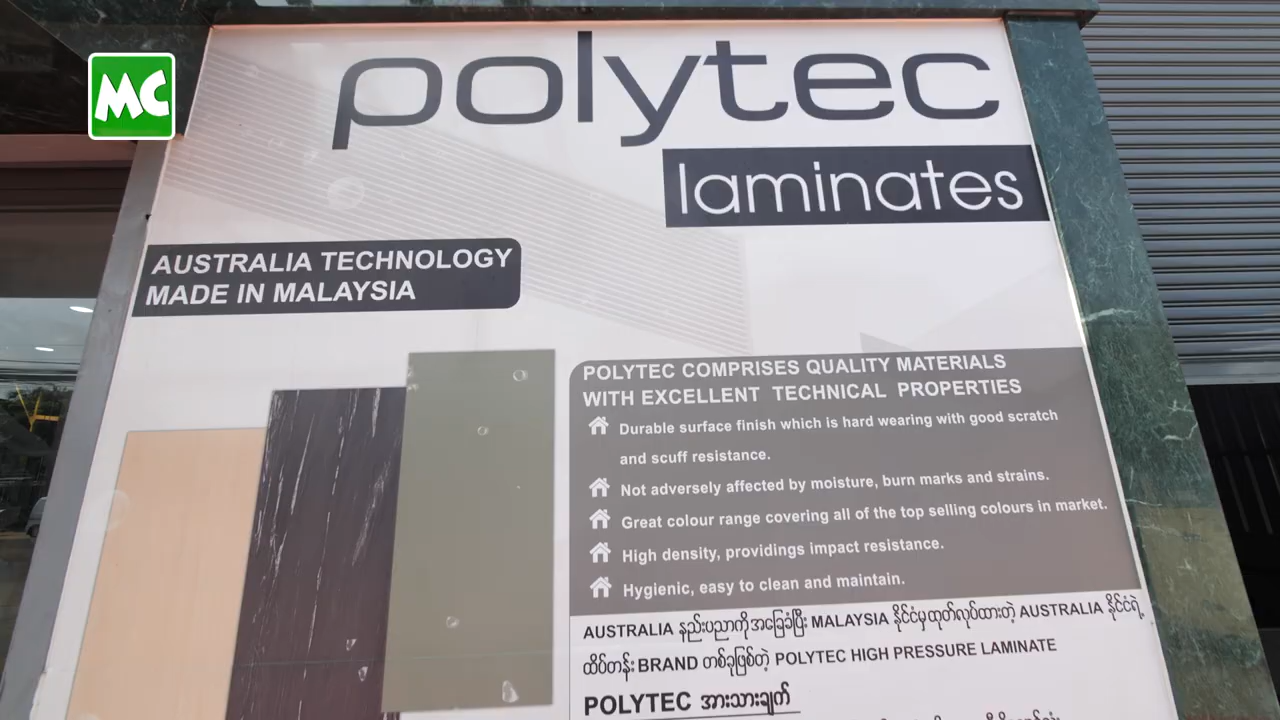 MC
polytec
laminates
AUSTRALIA TECHNOLOGY
MADE IN MALAYSIA
POLYTEC COMPRISES QUALITY MATERIALS
WITH EXCELLENT TECHNICAL PROPERTIES
Durable surface finish which is hard wearing with good scratch
and scuff resistance.
Not adversely affected by moisture, burn marks and strains.
Great colour range covering all of the top selling colours in market.
High density, providings impact resistance.
Hygienic, easy to clean and maintain.
AUSTRALIA နည်းပညာကိုအခြေခံပြီး MALAYSIA နိုင်ငံမှထုတ်လုပ်ထားတဲ့ AUSTRALIA နိုင်ငံရဲ့
ထိပ်တန်း BRAND တစ်ခုဖြစ်တဲ့ POLYTEC HIGH PRESSURE LAMINATE
POLYTEC အားသားချက်